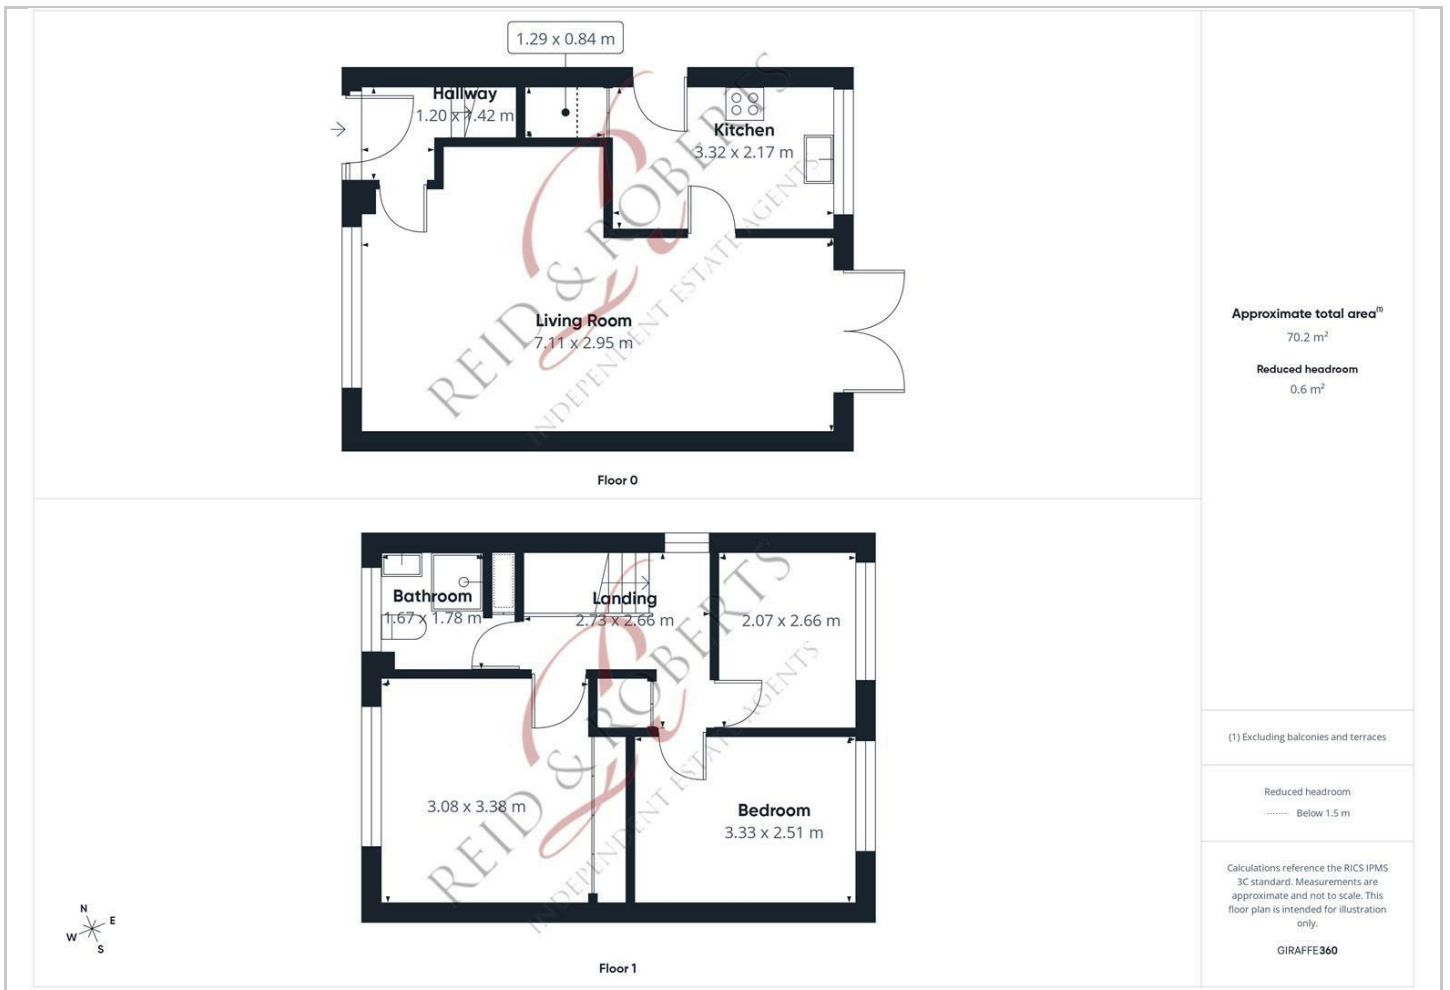 1.29 x 0.84 m
Hallway
1.20 x 1.42 m
Kitchen
3.32 x 2.17 m
Living Room
7.11 x 2.95 m
REID & ROBERTS
INDEPENDENT ESTATE AGENTS
Floor 0
Bathroom
1.67 x 1.78 m
Landing
2.73 x 2.66 m
2.07 x 2.66 m
3.08 x 3.38 m
Bedroom
3.33 x 2.51 m
REID & ROBERTS
INDEPENDENT ESTATE AGENTS
N
E
W
S
Floor 1
Approximate total area(1)
70.2 m²
Reduced headroom
0.6 m²
(1) Excluding balconies and terraces
Reduced headroom
Below 1.5 m
Calculations reference the RICS IPMS
3C standard. Measurements are
approximate and not to scale. This
floor plan is intended for illustration
only.
GIRAFFE360